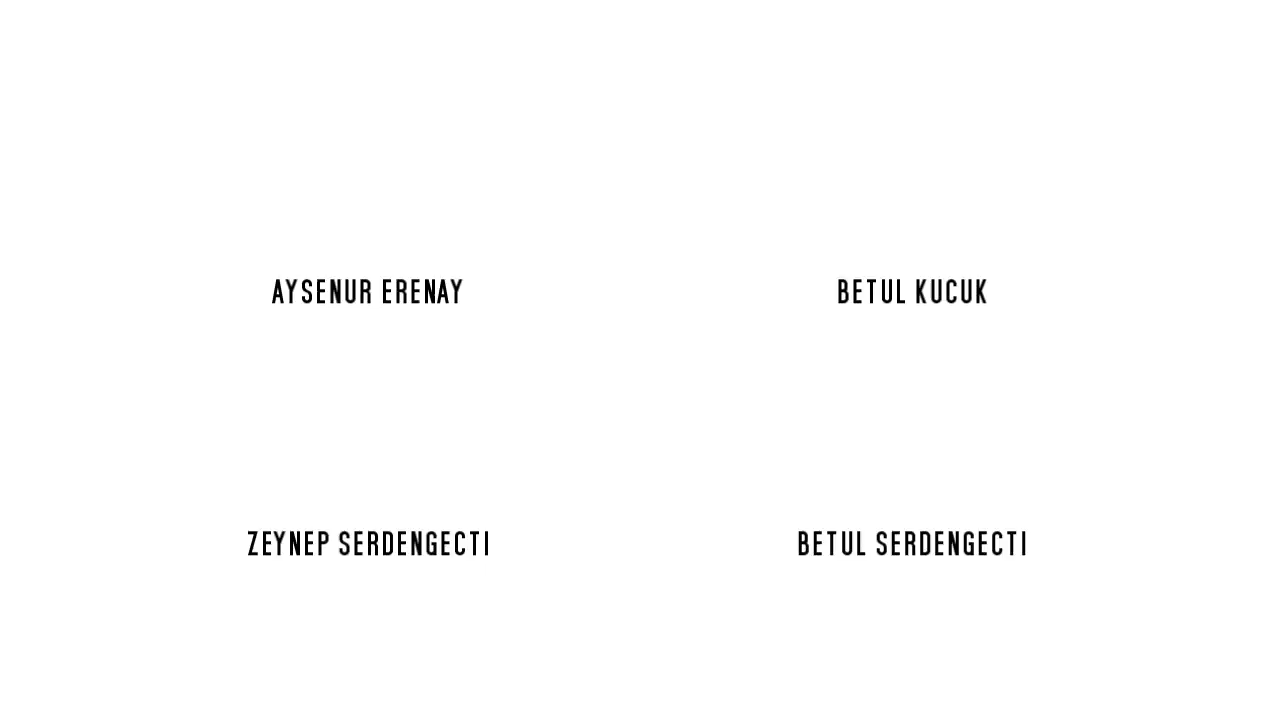 AYSENUR ERENAY
BETUL KUCUK
ZEYNEP SERDENGECTI
BETUL SERDENGECTI